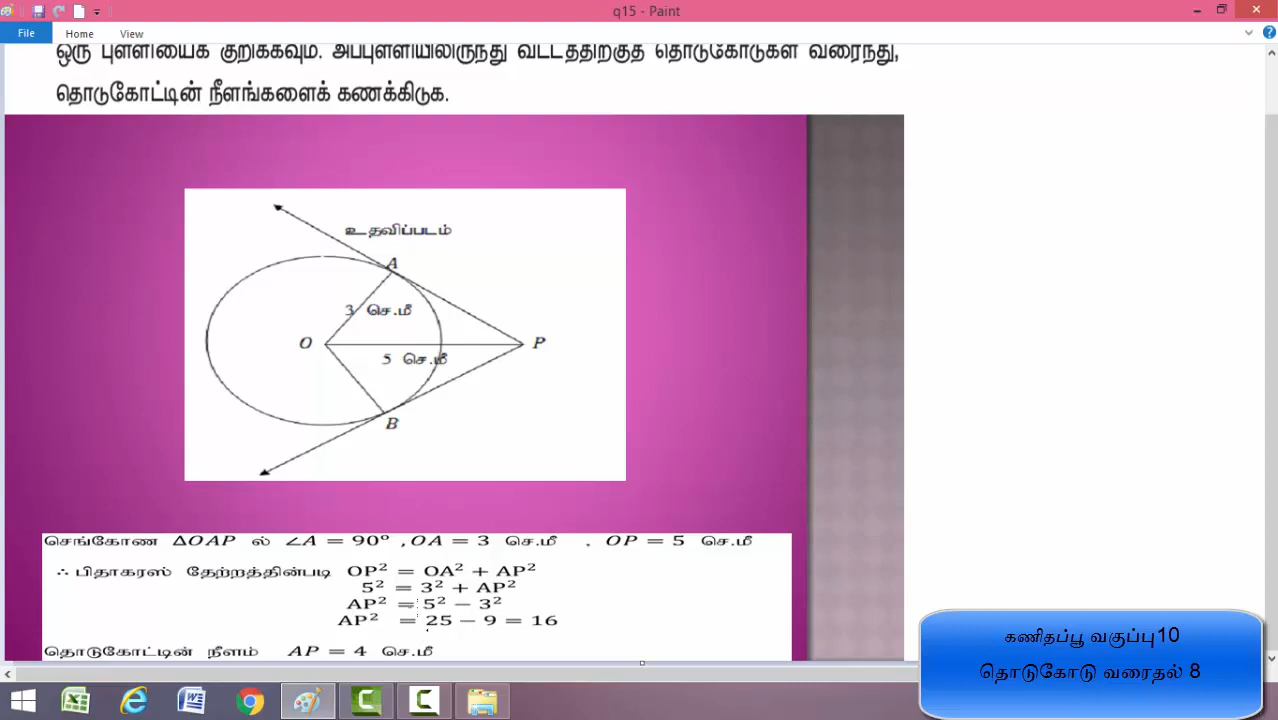 q15 - Paint
File Home View
ஒரு புள்ளியைக் குறிக்கவும். அப்புள்ளியிலிருந்து வட்டத்திற்குத் தொடுகோடுகள் வரைந்து,
தொடுகோட்டின் நீளங்களைக் கணக்கிடுக.
உதவிப்படம்
A
3 செ.மீ
O
P
5 செ.மீ
B
செங்கோண ΔOAP ல் ∠A = 90° , OA = 3 செ.மீ . OP = 5 செ.மீ
∴ பிதாகரஸ் தேற்றத்தின்படி OP² = OA² + AP²
5² = 3² + AP²
AP² = 5² − 3²
AP² = 25 − 9 = 16
தொடுகோட்டின் நீளம் AP = 4 செ.மீ
கணிதப்பூ வகுப்பு10
தொடுகோடு வரைதல் 8